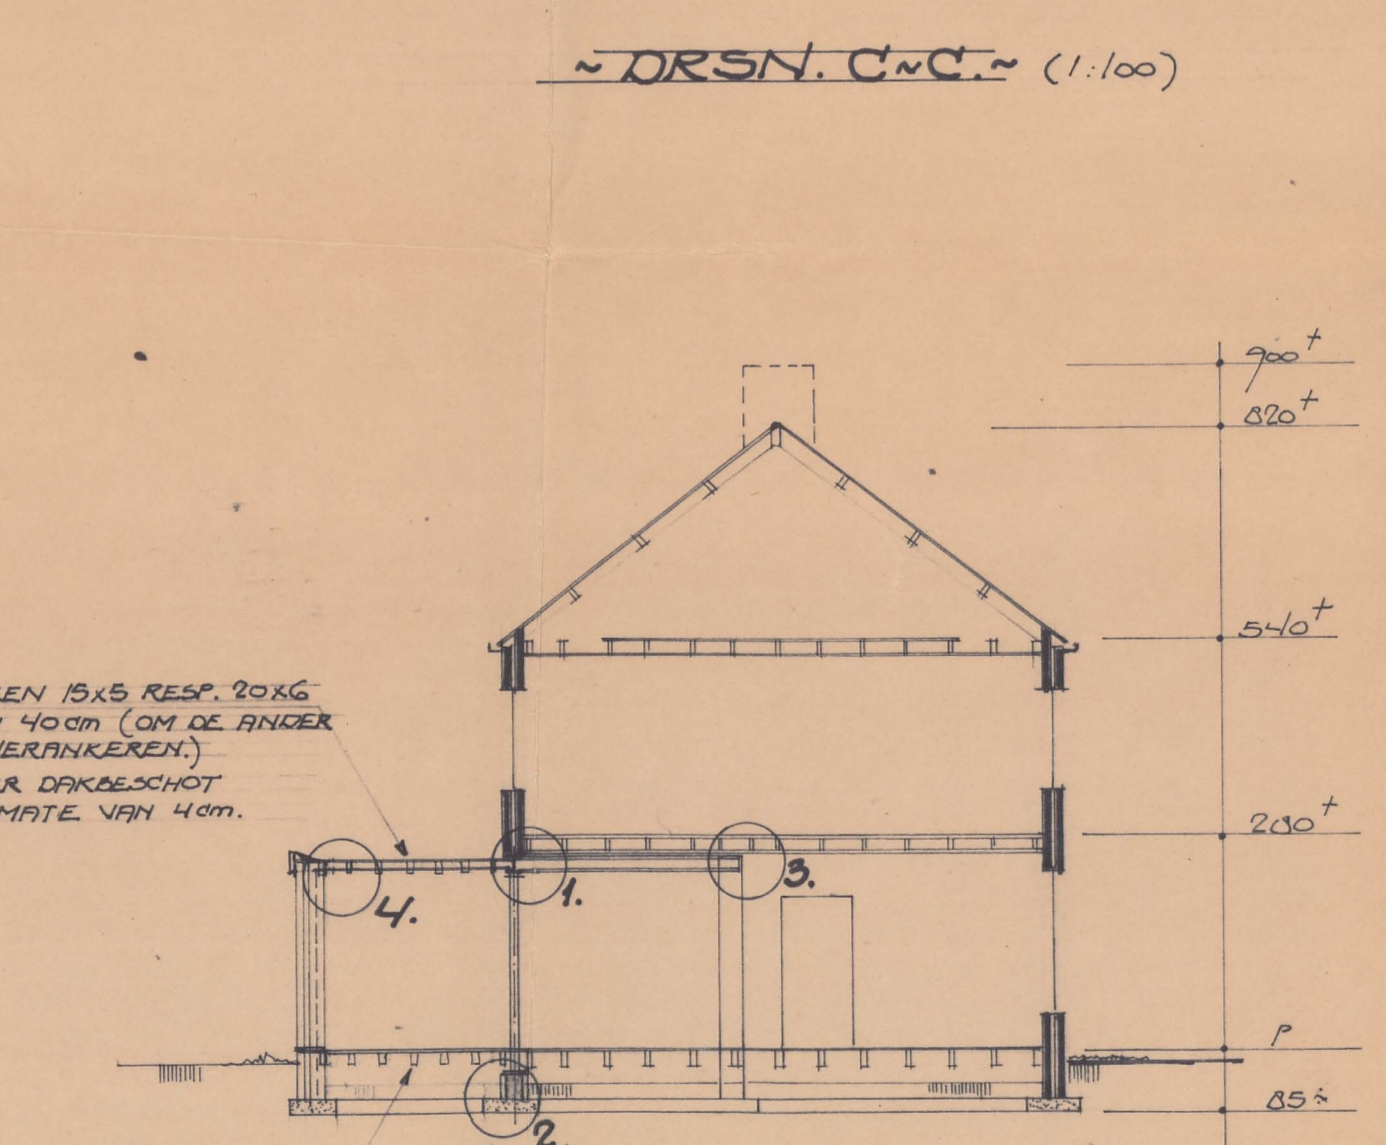 ~ DRSN. C~C. ~ (1:100)
900+
820+
540+
EN 15x5 RESP. 20x6
40cm (OM DE ANDER
VERANKEREN.)
R DAKBESCHOT
MATE VAN 4cm.
280+
1.
3.
4.
P
2.
85÷